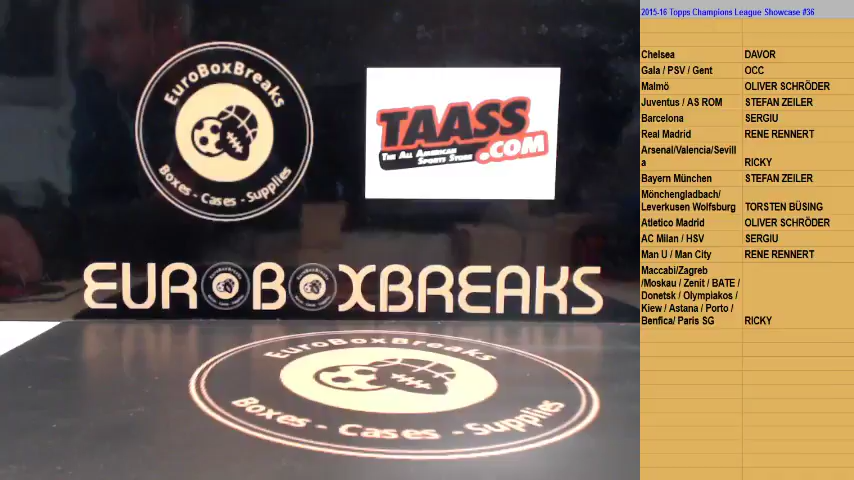 EuroBoxBreaks
Boxes - Cases - Supplies
TAASS
THE ALL AMERICAN
SPORTS STORE
.COM
EUROBOXBREAKS
EuroBoxBreaks
Boxes - Cases - Supplies
2015-16 Topps Champions League Showcase #36
Chelsea DAVOR
Gala / PSV / Gent OCC
Malmö OLIVER SCHRÖDER
Juventus / AS ROM STEFAN ZEILER
Barcelona SERGIU
Real Madrid RENE RENNERT
Arsenal/Valencia/Sevill
a RICKY
Bayern München STEFAN ZEILER
Mönchengladbach/
Leverkusen Wolfsburg TORSTEN BÜSING
Atletico Madrid OLIVER SCHRÖDER
AC Milan / HSV SERGIU
Man U / Man City RENE RENNERT
Maccabi/Zagreb
/Moskau / Zenit / BATE /
Donetsk / Olympiakos /
Kiew / Astana / Porto /
Benfica/ Paris SG RICKY